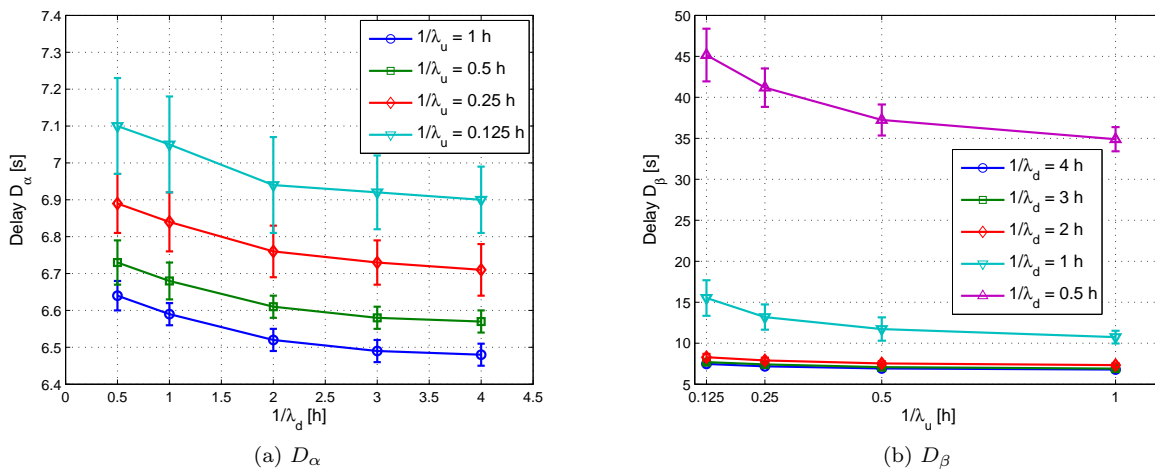 7.4
7.3
7.2
7.1
7
6.9
6.8
6.7
6.6
6.5
6.4
Delay D_α [s]
0 0.5 1 1.5 2 2.5 3 3.5 4 4.5
1/λ_d [h]
1/λ_u = 1 h
1/λ_u = 0.5 h
1/λ_u = 0.25 h
1/λ_u = 0.125 h
(a) D_α
50
45
40
35
30
25
20
15
10
5
Delay D_β [s]
0.125 0.25 0.5 1
1/λ_u [h]
1/λ_d = 4 h
1/λ_d = 3 h
1/λ_d = 2 h
1/λ_d = 1 h
1/λ_d = 0.5 h
(b) D_β